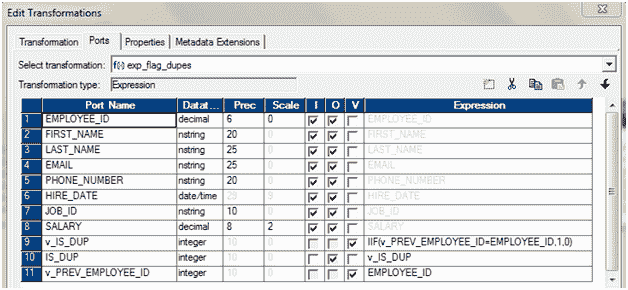 Edit Transformations
Transformation Ports Properties Metadata Extensions
Select transformation: f(x) exp_flag_dupes
Transformation type: Expression
Port Name Datat... Prec Scale I O V Expression
1 EMPLOYEE_ID decimal 6 0 EMPLOYEE_ID
2 FIRST_NAME nstring 20 0 FIRST_NAME
3 LAST_NAME nstring 25 0 LAST_NAME
4 EMAIL nstring 25 0 EMAIL
5 PHONE_NUMBER nstring 20 0 PHONE_NUMBER
6 HIRE_DATE date/time 29 9 HIRE_DATE
7 JOB_ID nstring 10 0 JOB_ID
8 SALARY decimal 8 2 SALARY
9 v_IS_DUP integer 10 0 IIF(v_PREV_EMPLOYEE_ID=EMPLOYEE_ID,1,0)
10 IS_DUP integer 10 0 v_IS_DUP
11 v_PREV_EMPLOYEE_ID integer 10 0 EMPLOYEE_ID